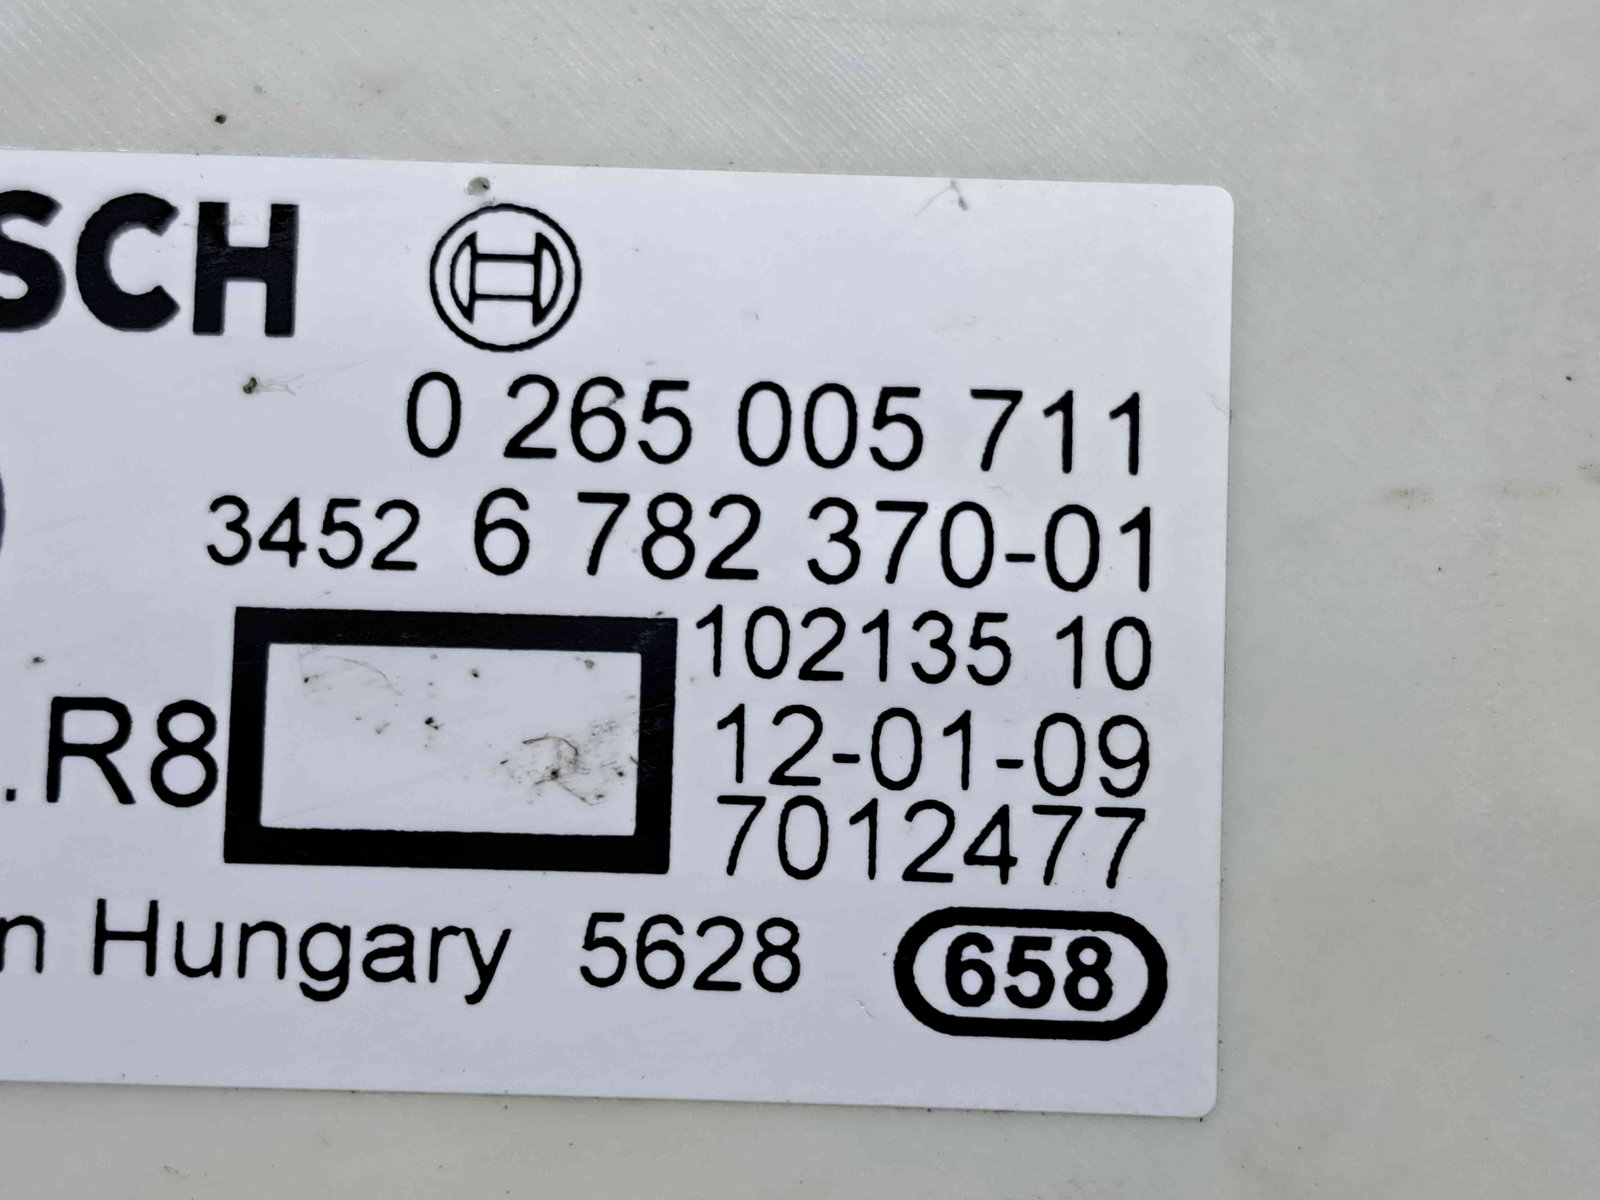 SCH
0 265 005 711
3452 6 782 370-01
102135 10
.R8 12-01-09
7012477
n Hungary 5628 658